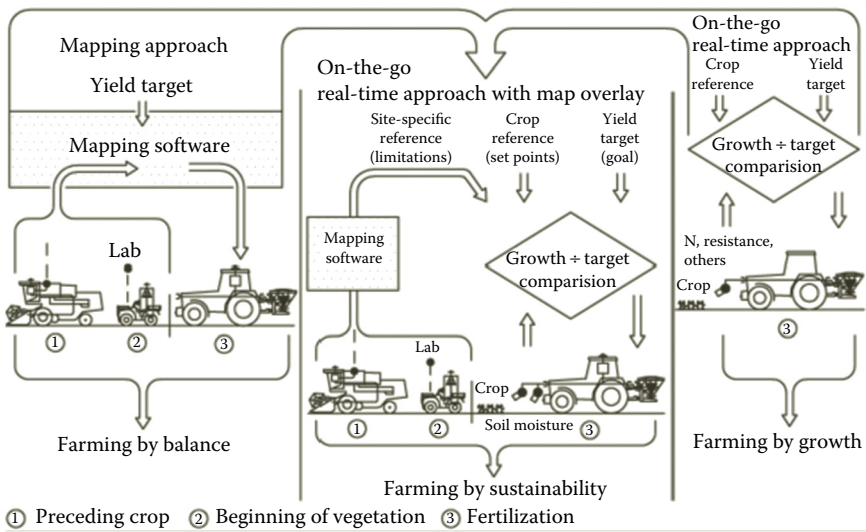 Mapping approach
Yield target
Mapping software
Lab
① ② ③
Farming by balance
On-the-go
real-time approach with map overlay
Site-specific
reference
(limitations)
Crop
reference
(set points)
Yield
target
(goal)
Mapping
software
Growth ÷ target
comparision
Lab
Crop
Soil moisture
① ② ③
Farming by sustainability
On-the-go
real-time approach
Crop
reference
Yield
target
Growth ÷ target
comparision
N, resistance,
others
Crop
③
Farming by growth
① Preceding crop ② Beginning of vegetation ③ Fertilization